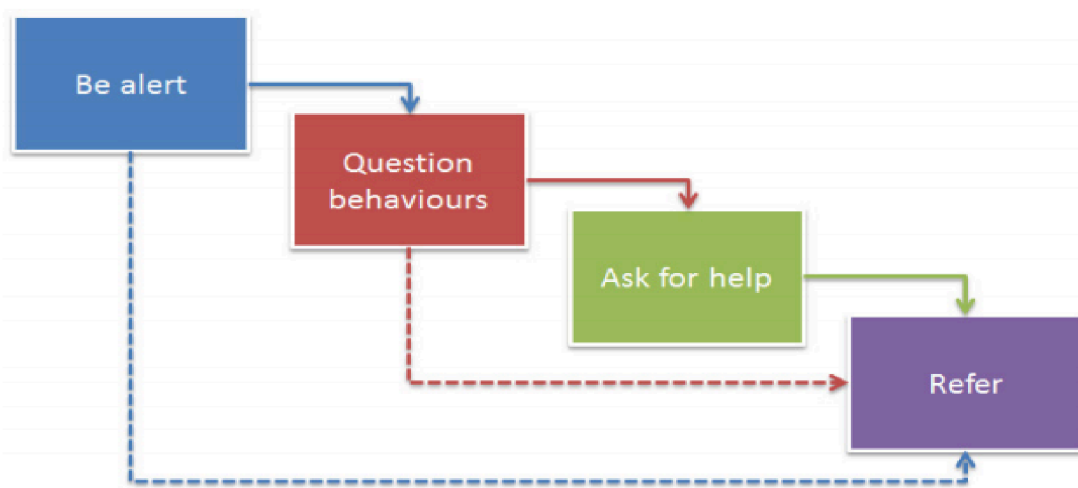 Be alert
Question
behaviours
Ask for help
Refer